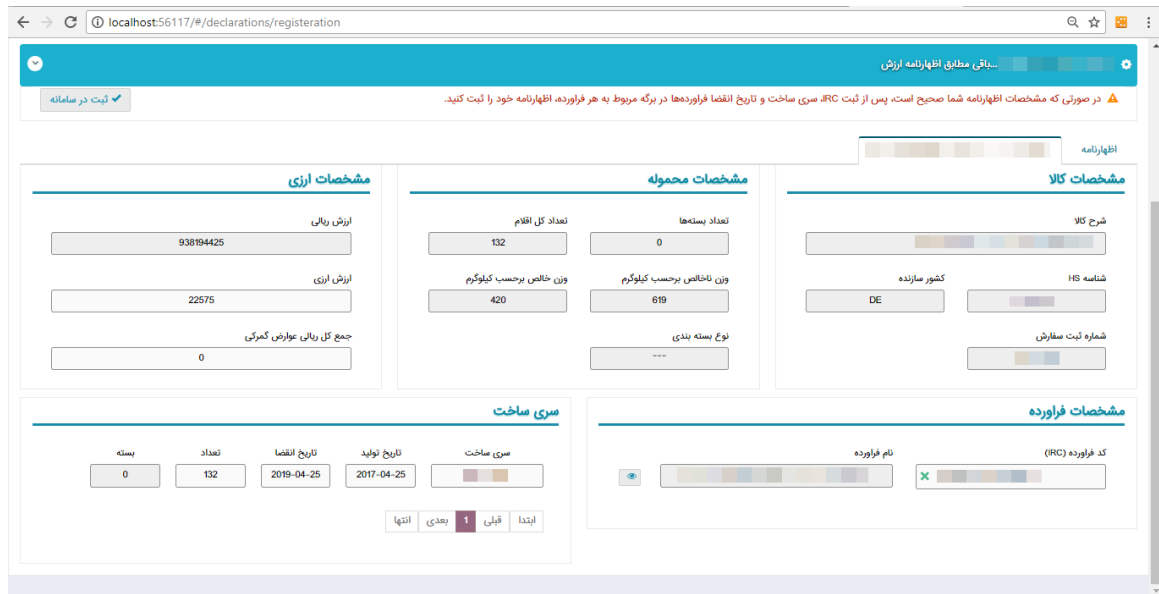 localhost:56117/#/declarations/registeration
...باقی مطابق اظهارنامه ارزش
در صورتی که مشخصات اظهارنامه شما صحیح است، پس از ثبت IRC، سری ساخت و تاریخ انقضا فراورده‌ها در برگه مربوط به هر فراورده، اظهارنامه خود را ثبت کنید.
ثبت در سامانه
اظهارنامه
مشخصات کالا
شرح کالا
شناسه HS
کشور سازنده
DE
شماره ثبت سفارش
مشخصات محموله
تعداد بسته‌ها
تعداد کل اقلام
0
132
وزن ناخالص برحسب کیلوگرم
وزن خالص برحسب کیلوگرم
619
420
نوع بسته بندی
---
مشخصات ارزی
ارزش ریالی
938194425
ارزش ارزی
22575
جمع کل ریالی عوارض گمرکی
0
مشخصات فراورده
کد فراورده (IRC)
نام فراورده
سری ساخت
سری ساخت
تاریخ تولید
تاریخ انقضا
تعداد
بسته
2017-04-25
2019-04-25
132
0
ابتدا
قبلی
1
بعدی
انتها